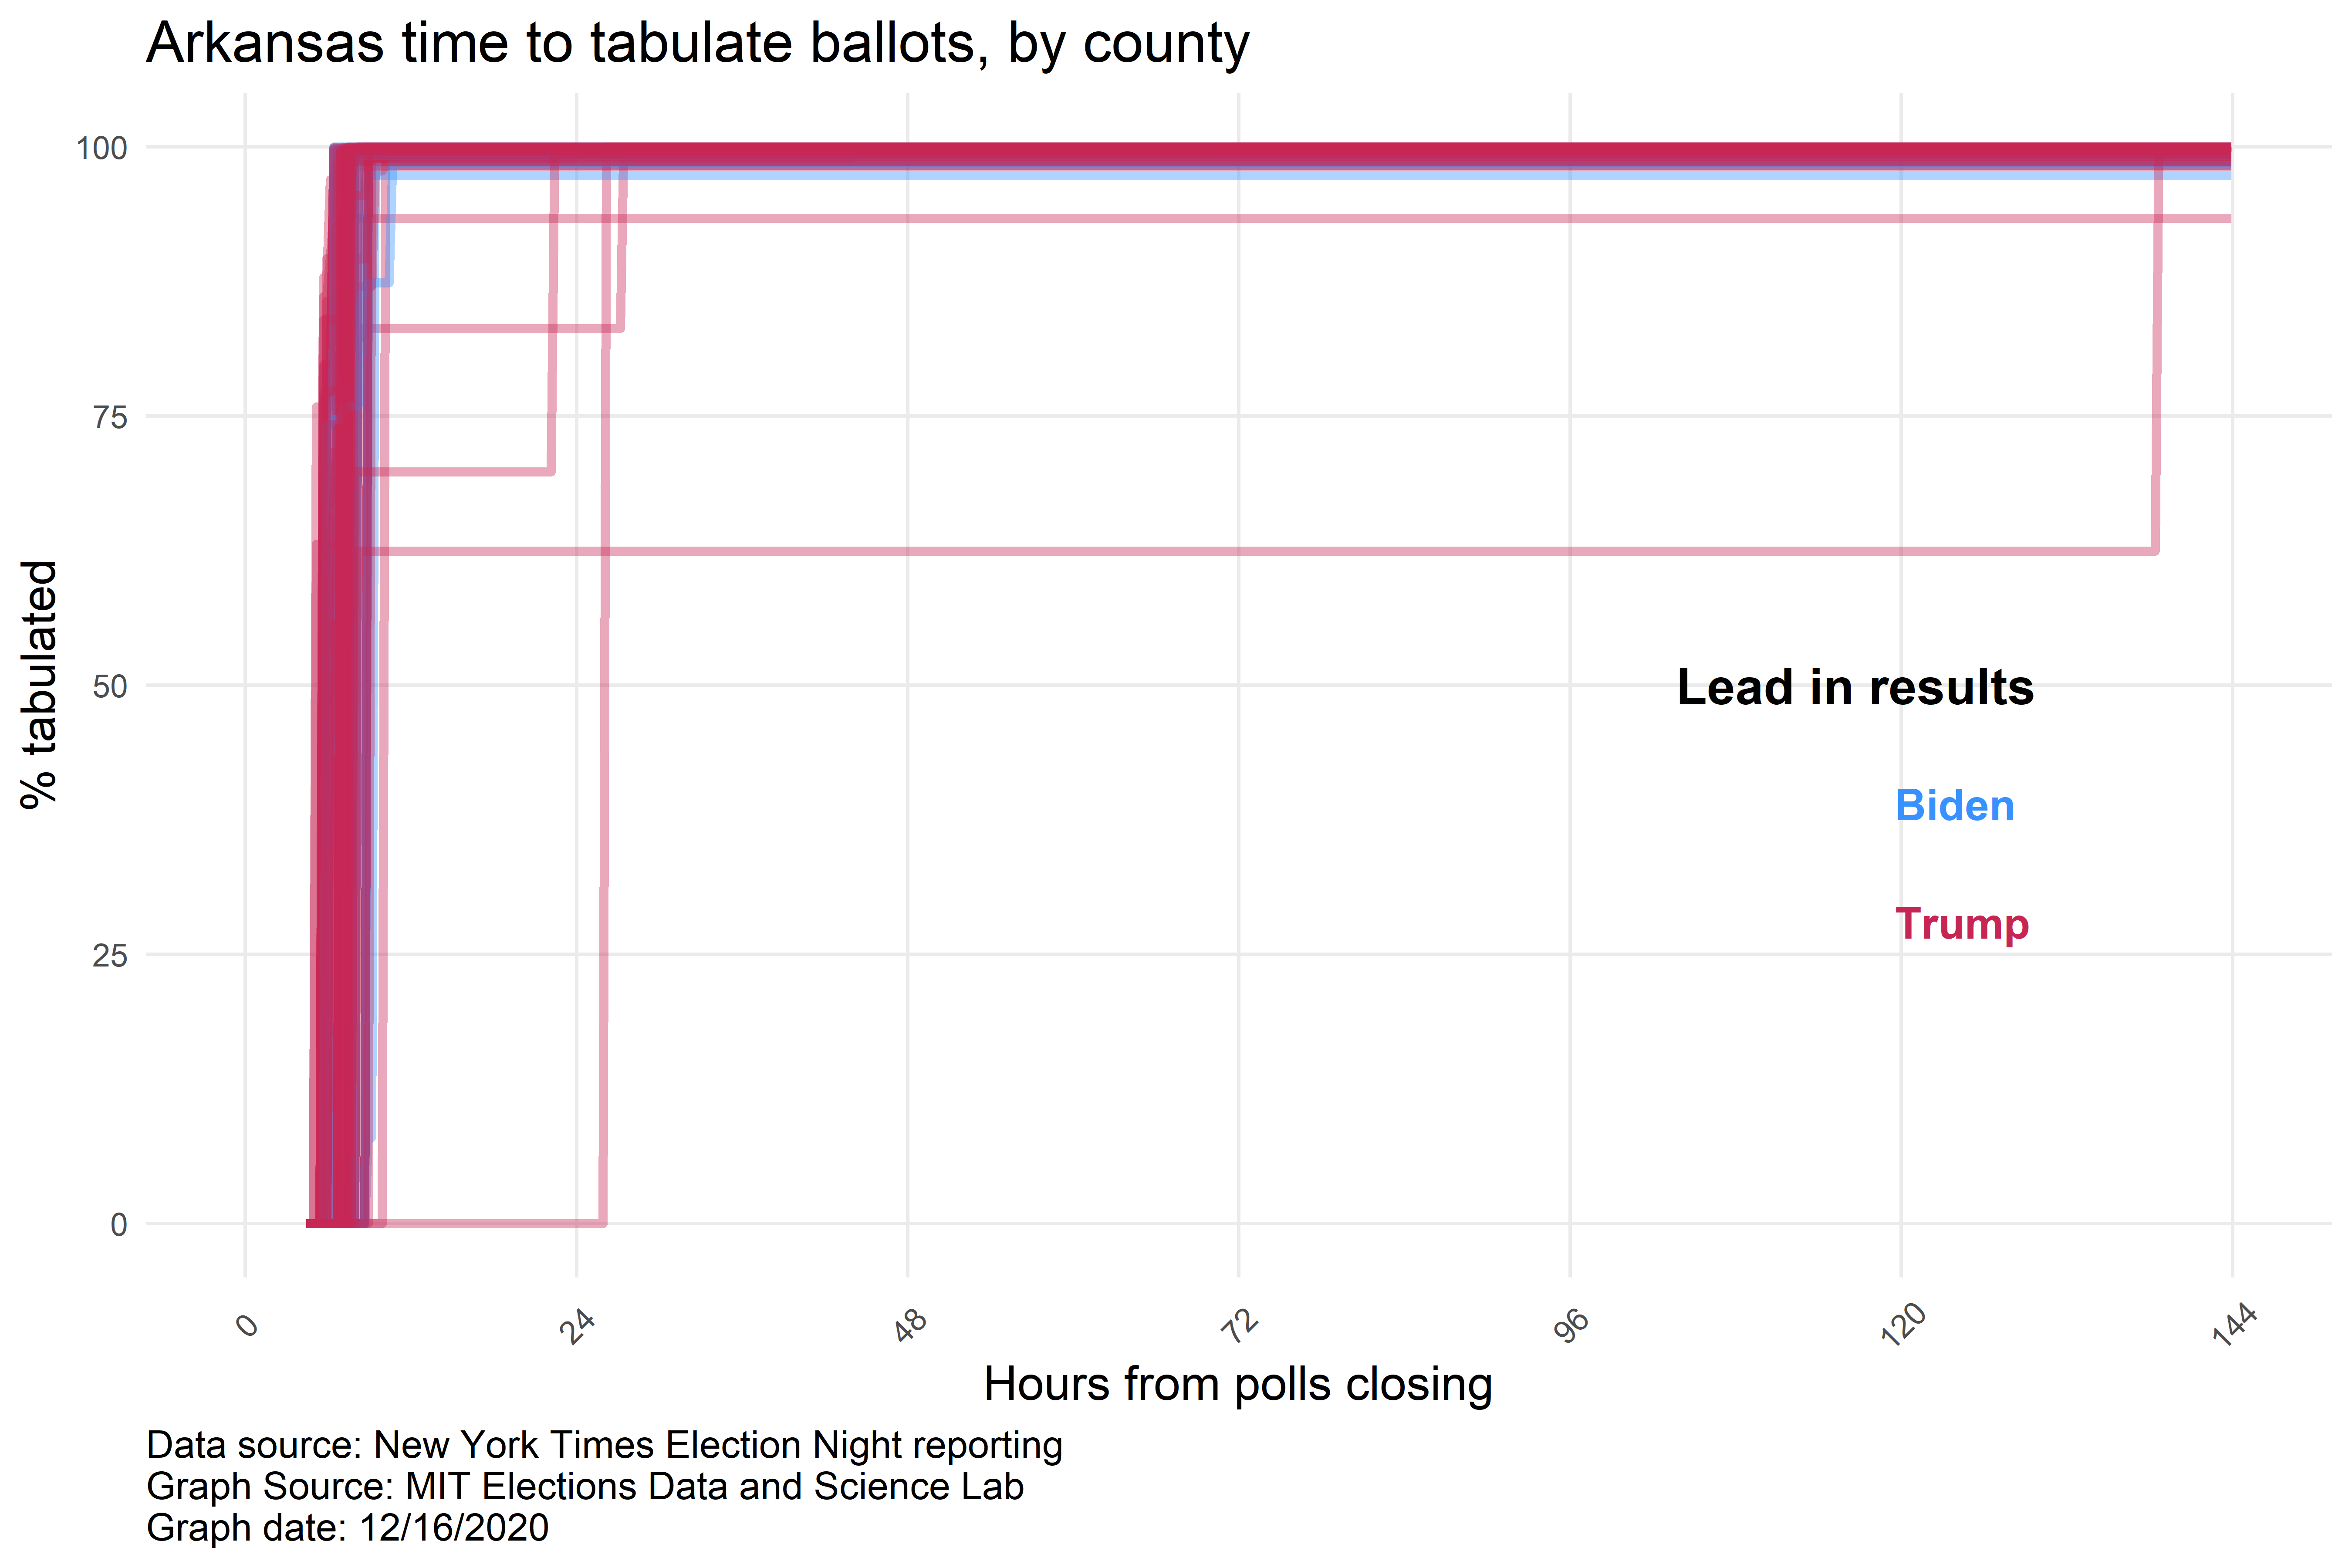 Arkansas time to tabulate ballots, by county
100
75
50
25
0
% tabulated
Lead in results
Biden
Trump
0
24
48
72
96
120
144
Hours from polls closing
Data source: New York Times Election Night reporting
Graph Source: MIT Elections Data and Science Lab
Graph date: 12/16/2020